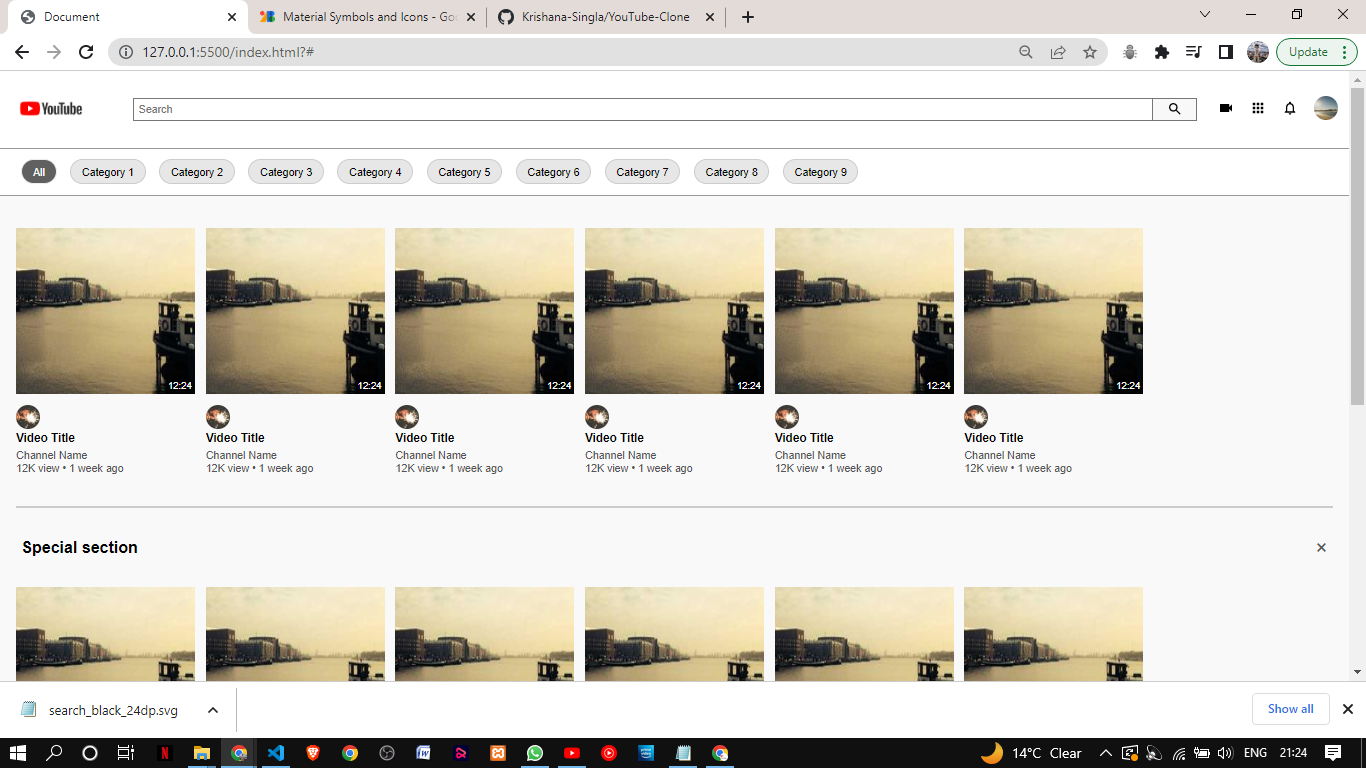 Document
Material Symbols and Icons - Goo
Krishana-Singla/YouTube-Clone
127.0.0.1:5500/index.html?#
Update
YouTube
Search
All
Category 1
Category 2
Category 3
Category 4
Category 5
Category 6
Category 7
Category 8
Category 9
12:24 12:24 12:24 12:24 12:24 12:24
Video Title Video Title Video Title Video Title Video Title Video Title
Channel Name Channel Name Channel Name Channel Name Channel Name Channel Name
12K view • 1 week ago 12K view • 1 week ago 12K view • 1 week ago 12K view • 1 week ago 12K view • 1 week ago 12K view • 1 week ago
Special section
search_black_24dp.svg
Show all
14°C Clear
ENG
21:24